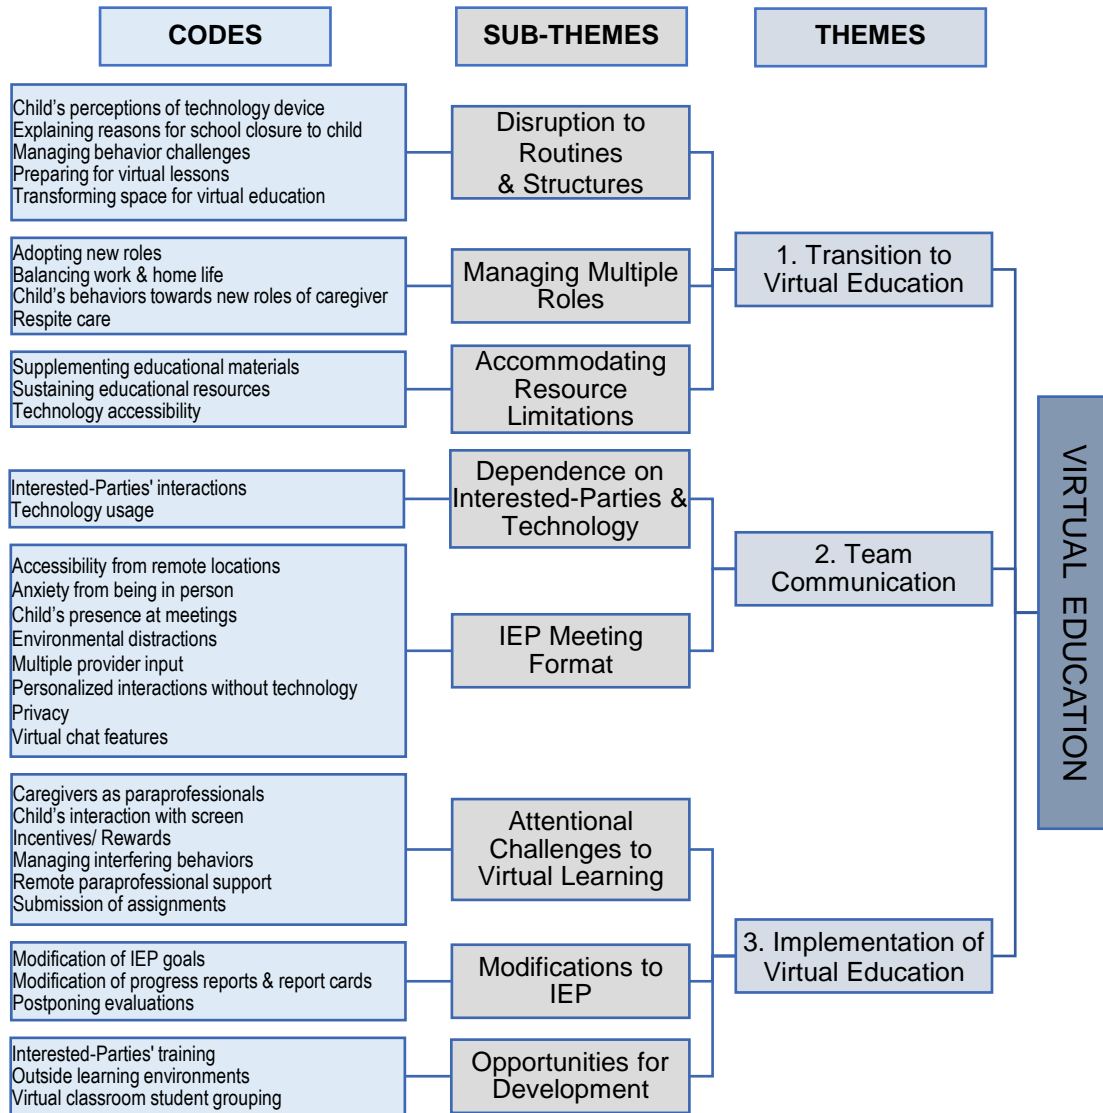 CODES
SUB-THEMES
THEMES
Child’s perceptions of technology device
Explaining reasons for school closure to child
Managing behavior challenges
Preparing for virtual lessons
Transforming space for virtual education
Disruption to
Routines
& Structures
Adopting new roles
Balancing work & home life
Child’s behaviors towards new roles of caregiver
Respite care
Managing Multiple
Roles
Supplementing educational materials
Sustaining educational resources
Technology accessibility
Accommodating
Resource
Limitations
1. Transition to
Virtual Education
Interested-Parties' interactions
Technology usage
Dependence on
Interested-Parties &
Technology
Accessibility from remote locations
Anxiety from being in person
Child’s presence at meetings
Environmental distractions
Multiple provider input
Personalized interactions without technology
Privacy
Virtual chat features
IEP Meeting
Format
2. Team
Communication
Caregivers as paraprofessionals
Child’s interaction with screen
Incentives/ Rewards
Managing interfering behaviors
Remote paraprofessional support
Submission of assignments
Attentional
Challenges to
Virtual Learning
Modification of IEP goals
Modification of progress reports & report cards
Postponing evaluations
Modifications to
IEP
Interested-Parties' training
Outside learning environments
Virtual classroom student grouping
Opportunities for
Development
3. Implementation of
Virtual Education
VIRTUAL EDUCATION